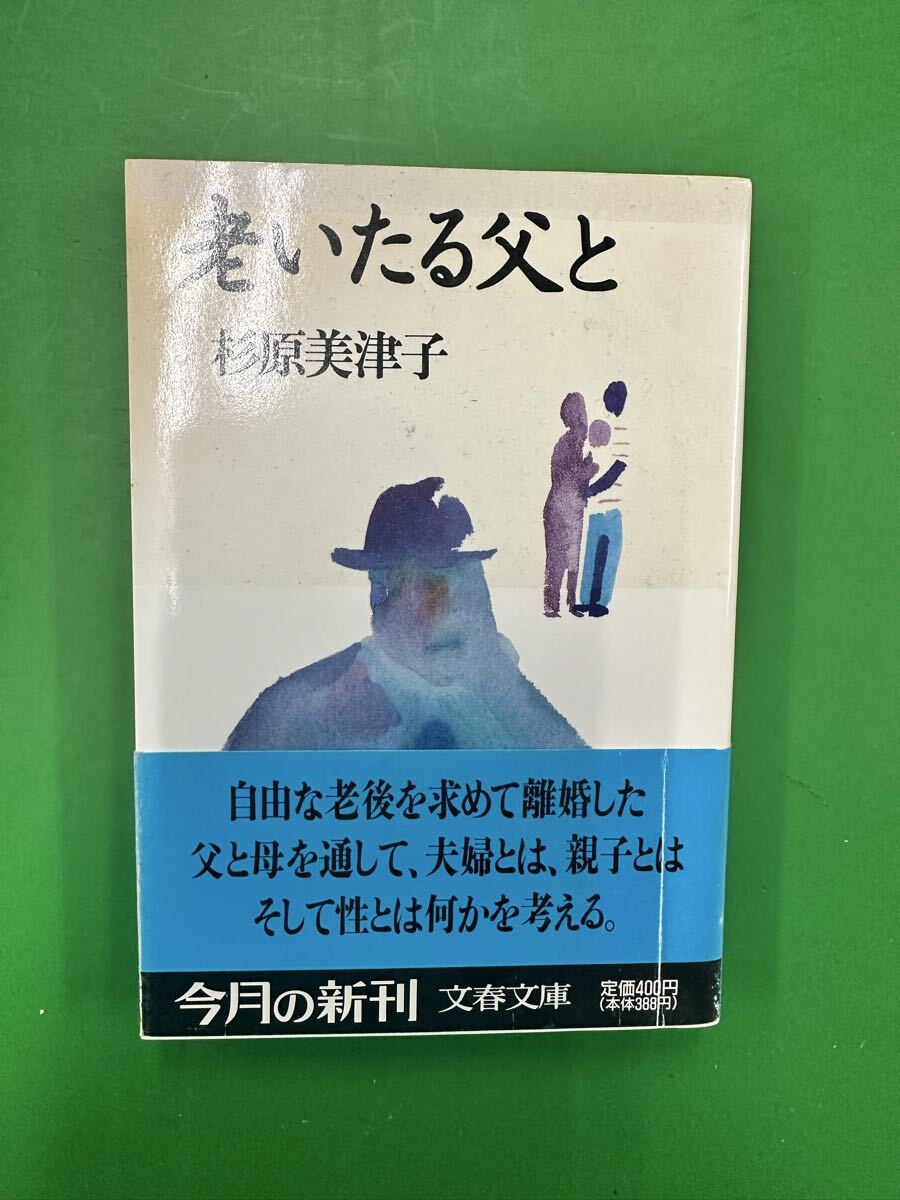 老いたる父と
杉原美津子
自由な老後を求めて離婚した
父と母を通して、夫婦とは、親子とは
そして性とは何かを考える。
今月の新刊 文春文庫 定価400円
(本体388円)